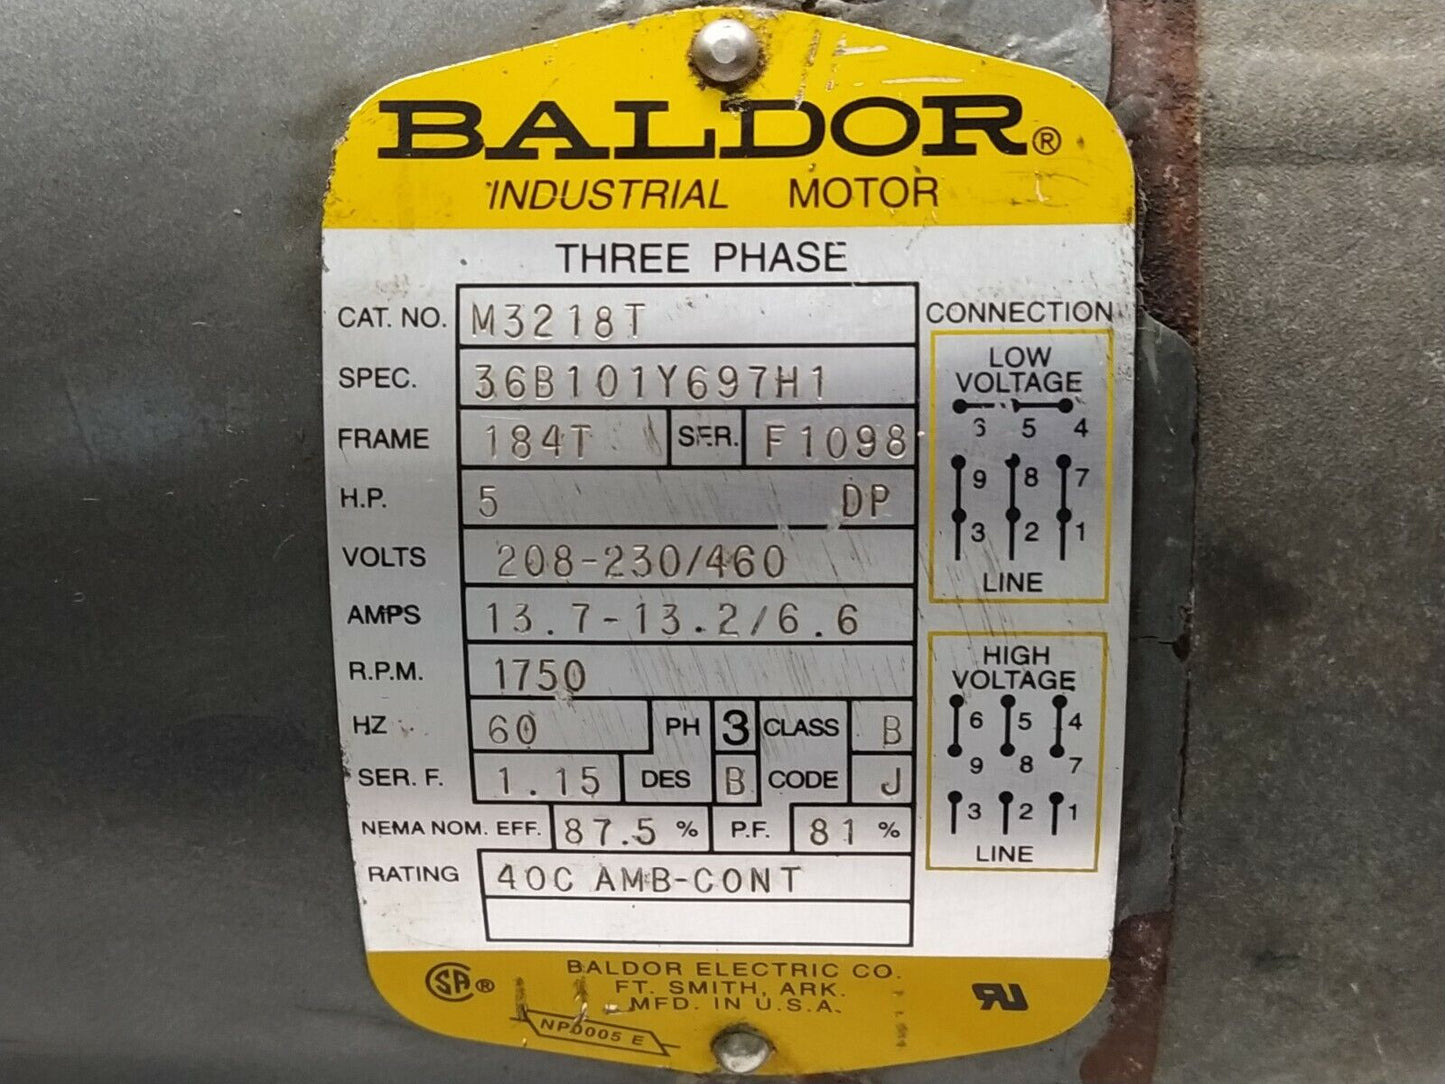 BALDOR®
INDUSTRIAL MOTOR
THREE PHASE
CAT. NO. M3218T
SPEC. 36B101Y697H1
FRAME 184T SER. F1098
H.P. 5 DP
VOLTS 208-230/460
AMPS 13.7-13.2/6.6
R.P.M. 1750
HZ 60 PH 3 CLASS B
SER. F. 1.15 DES B CODE J
NEMA NOM. EFF. 87.5 % P.F. 81 %
RATING 40C AMB-CONT
CONNECTION
LOW
VOLTAGE
6 5 4
9 8 7
3 2 1
LINE
HIGH
VOLTAGE
6 5 4
9 8 7
3 2 1
LINE
SA ®
BALDOR ELECTRIC CO.
FT. SMITH, ARK.
MFD. IN U.S.A.
NP0005 E
RU